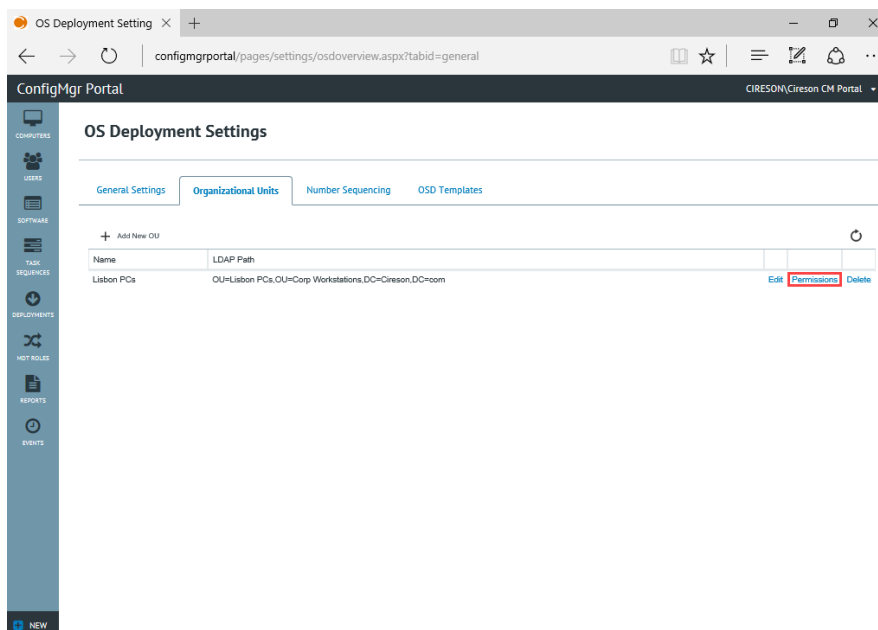 OS Deployment Setting
configmgrportal/pages/settings/osdoverview.aspx?tabid=general
ConfigMgr Portal
CIRESON\Cireson CM Portal
COMPUTERS
USERS
SOFTWARE
TASK
SEQUENCES
DEPLOYMENTS
MDT ROLES
REPORTS
EVENTS
NEW
OS Deployment Settings
General Settings Organizational Units Number Sequencing OSD Templates
Add New OU
Name LDAP Path
Lisbon PCs OU=Lisbon PCs,OU=Corp Workstations,DC=Cireson,DC=com Edit Permissions Delete